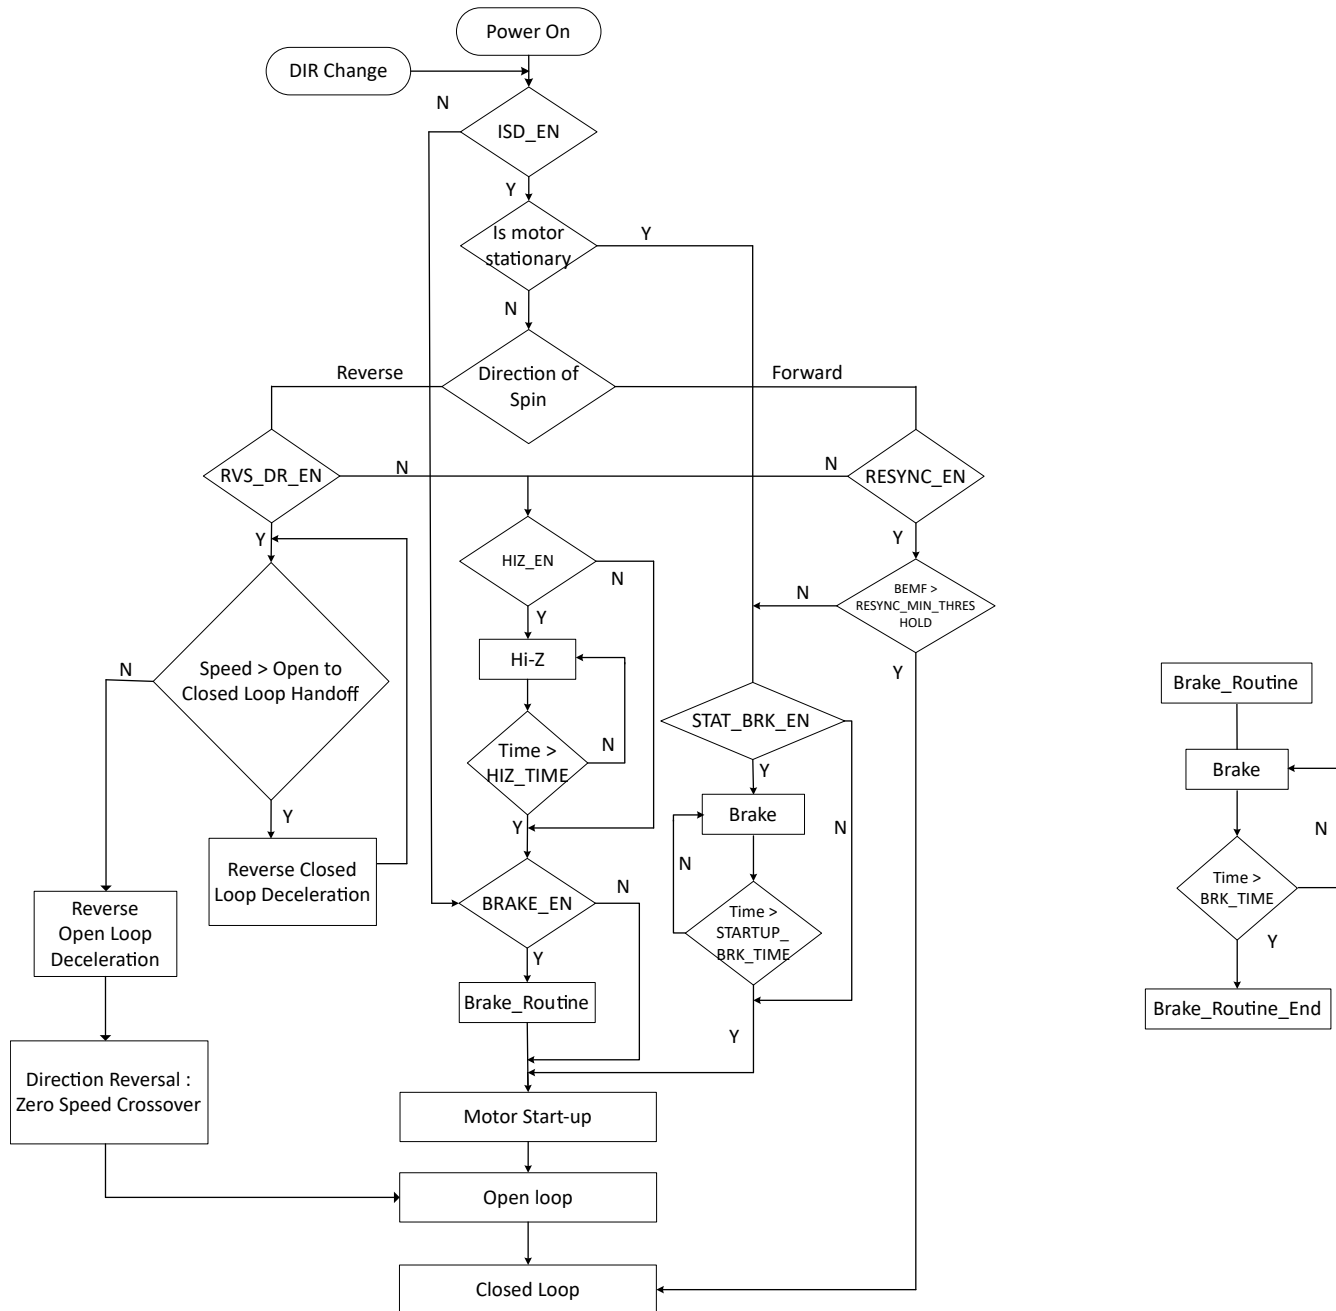 Power On
DIR Change
N
ISD_EN
Y
Is motor
stationary
Y
N
Reverse
Direction of
Spin
Forward
RVS_DR_EN
N
N
RESYNC_EN
Y
Y
HIZ_EN
N
N
BEMF >
RESYNC_MIN_THRES
HOLD
Y
Hi-Z
Y
N
Speed > Open to
Closed Loop Handoff
Brake_Routine
STAT_BRK_EN
Time >
HIZ_TIME
N
Y
Brake
Y
Brake
Y
N
N
Reverse Closed
Loop Deceleration
N
Time >
BRK_TIME
BRAKE_EN
N
Reverse
Open Loop
Deceleration
Time >
STARTUP_
BRK_TIME
Y
Y
Brake_Routine
Brake_Routine_End
Y
Direction Reversal :
Zero Speed Crossover
Motor Start-up
Open loop
Closed Loop